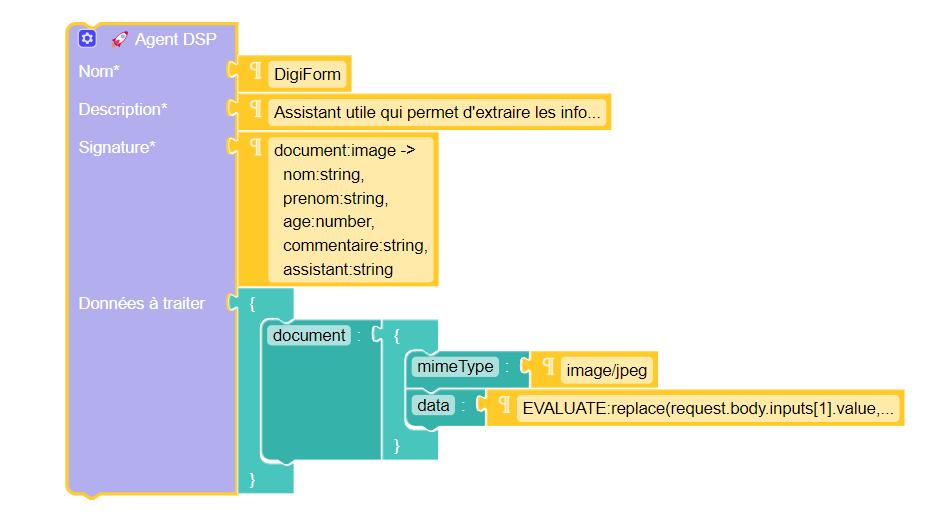 🚀 Agent DSP
Nom* ¶ DigiForm
Description* ¶ Assistant utile qui permet d'extraire les info...
Signature* ¶ document:image ->
nom:string,
prenom:string,
age:number,
commentaire:string,
assistant:string
Données à traiter {
document : {
mimeType : ¶ image/jpeg
data : ¶ EVALUATE:replace(request.body.inputs[1].value,...
}
}